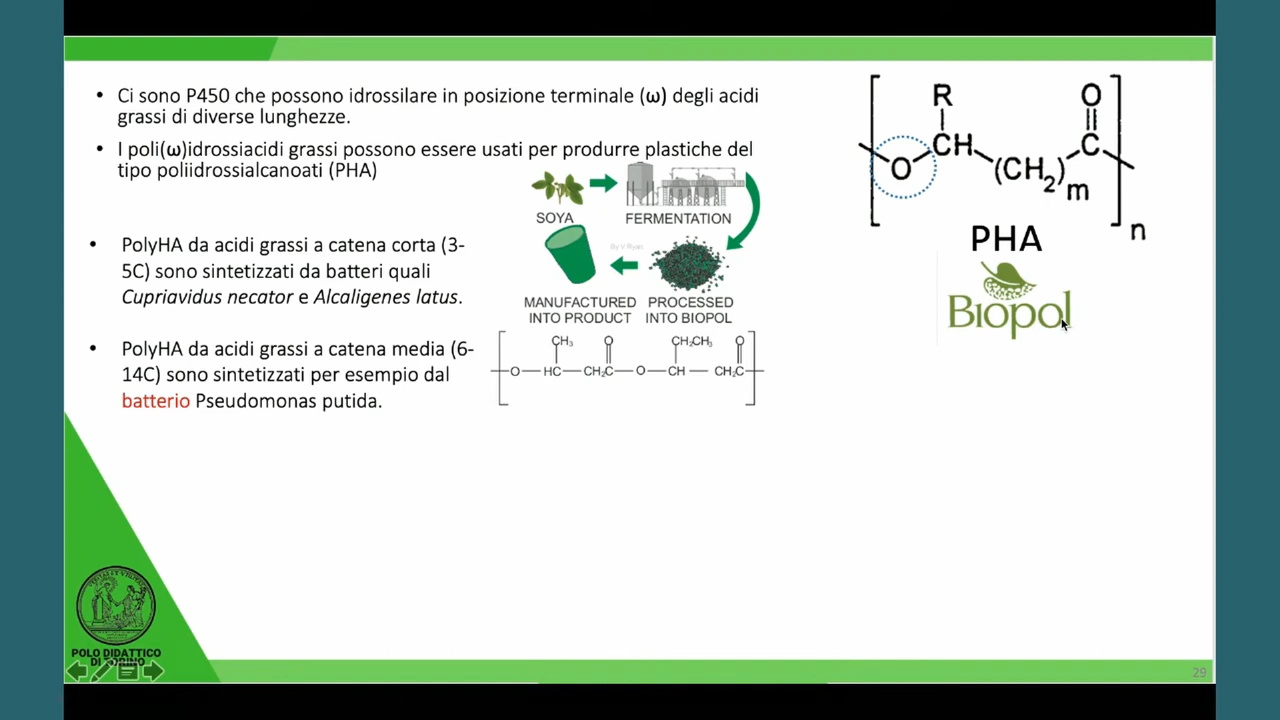 • Ci sono P450 che possono idrossilare in posizione terminale (ω) degli acidi
grassi di diverse lunghezze.
• I poli(ω)idrossiacidi grassi possono essere usati per produrre plastiche del
tipo poliidrossialcanoati (PHA)
SOYA
FERMENTATION
By V Ryan
MANUFACTURED
INTO PRODUCT
PROCESSED
INTO BIOPOL
• PolyHA da acidi grassi a catena corta (3-
5C) sono sintetizzati da batteri quali
Cupriavidus necator e Alcaligenes latus.
• PolyHA da acidi grassi a catena media (6-
14C) sono sintetizzati per esempio dal
batterio Pseudomonas putida.
CH₃ O CH₂CH₃ O
O HC CH₂C O CH CH₂C
R O
O CH (CH₂)m C
n
PHA
Biopol
POLO DIDATTICO
DI TORINO
29